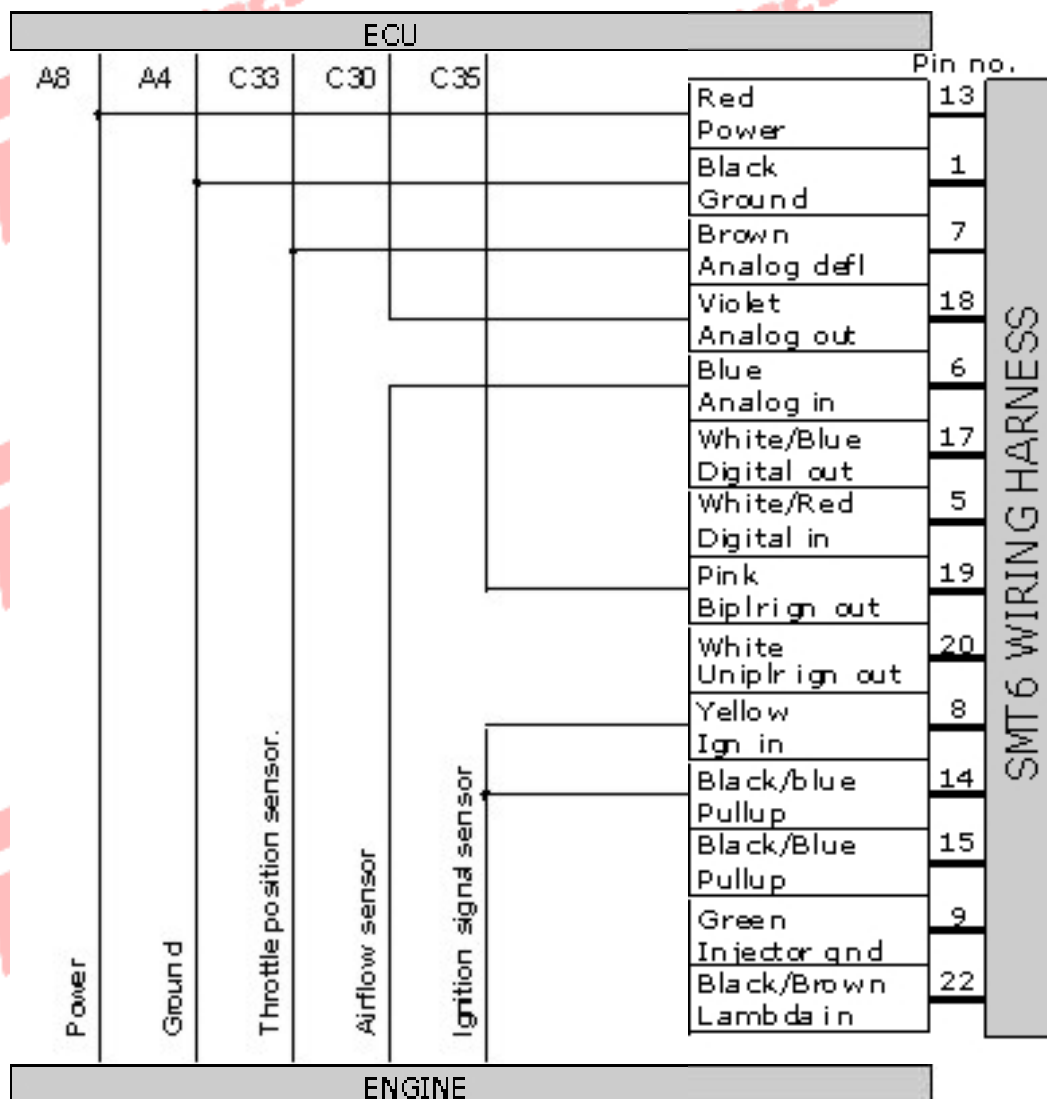 ECU
A8
A4
C33
C30
C35
Pin no.
Red
Power
13
Black
Ground
1
Brown
Analog defl
7
Violet
Analog out
18
Blue
Analog in
6
White/Blue
Digital out
17
White/Red
Digital in
5
Pink
Biplrign out
19
White
Uniplr ign out
20
Yellow
Ign in
8
Black/blue
Pullup
14
Black/Blue
Pullup
15
Green
Injector gnd
9
Black/Brown
Lambda in
22
SMT6 WIRING HARNESS
Power
Ground
Throttle position sensor.
Airflow sensor
Ignition signal sensor
ENGINE